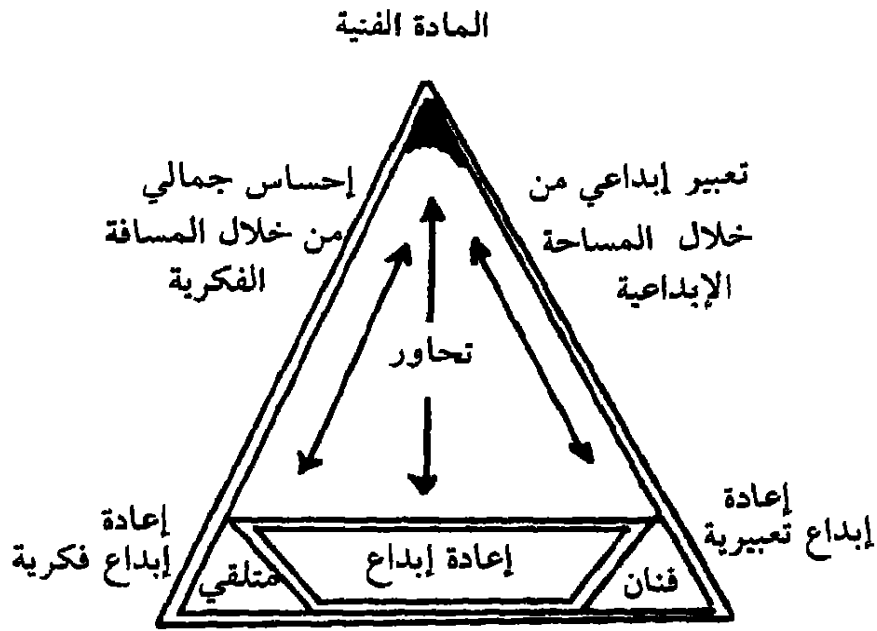 المادة الفنية
تعبير إبداعي من
خلال المساحة
الإبداعية
إحساس جمالي
من خلال المسافة
الفكرية
تحاور
إعادة
إبداع تعبيرية
إعادة
إبداع فكرية
فنان
إعادة إبداع
متلقي